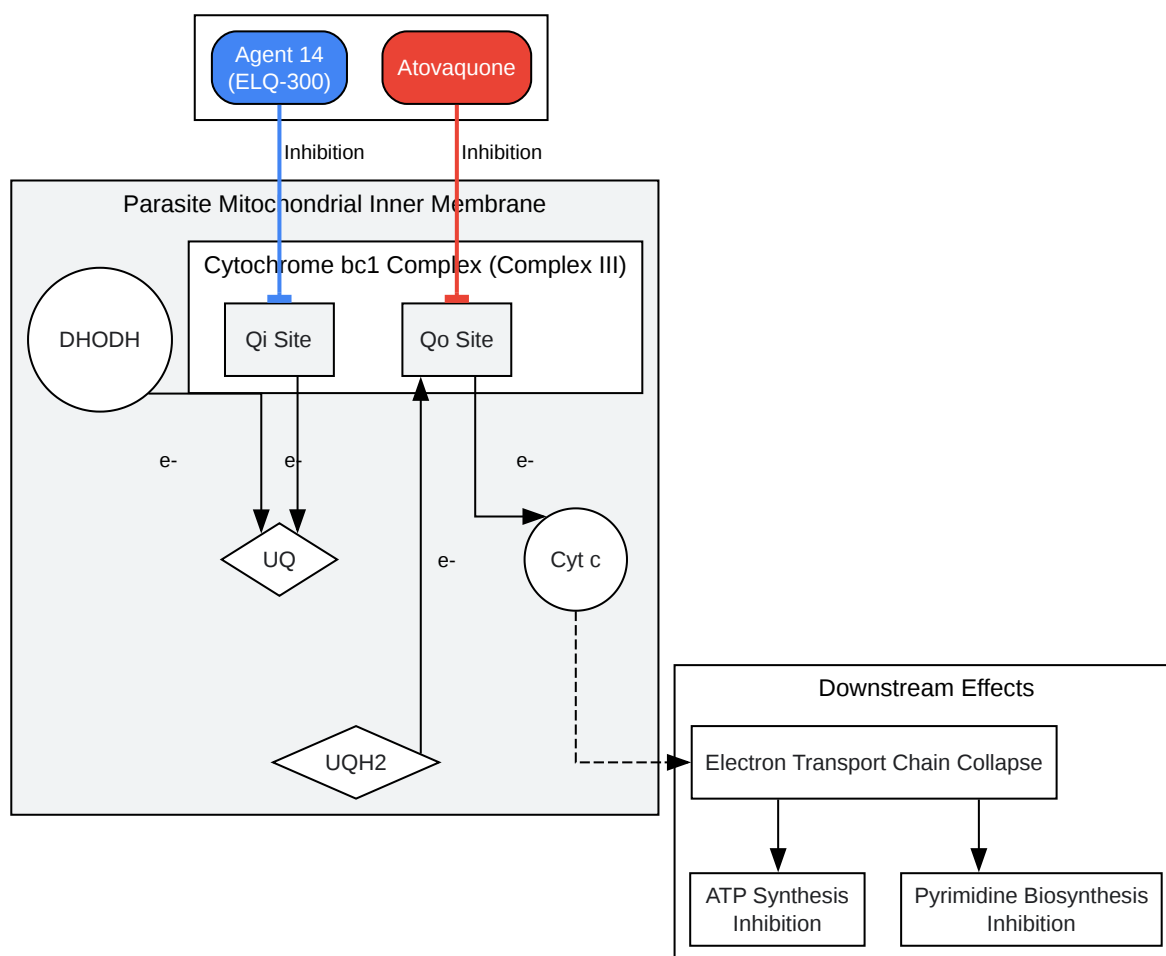 Agent 14
(ELQ-300)
Atovaquone
Inhibition
Inhibition
Parasite Mitochondrial Inner Membrane
Cytochrome bc1 Complex (Complex III)
DHODH
Qi Site
Qo Site
e-
e-
e-
UQ
e-
Cyt c
Downstream Effects
UQH2
Electron Transport Chain Collapse
ATP Synthesis
Inhibition
Pyrimidine Biosynthesis
Inhibition